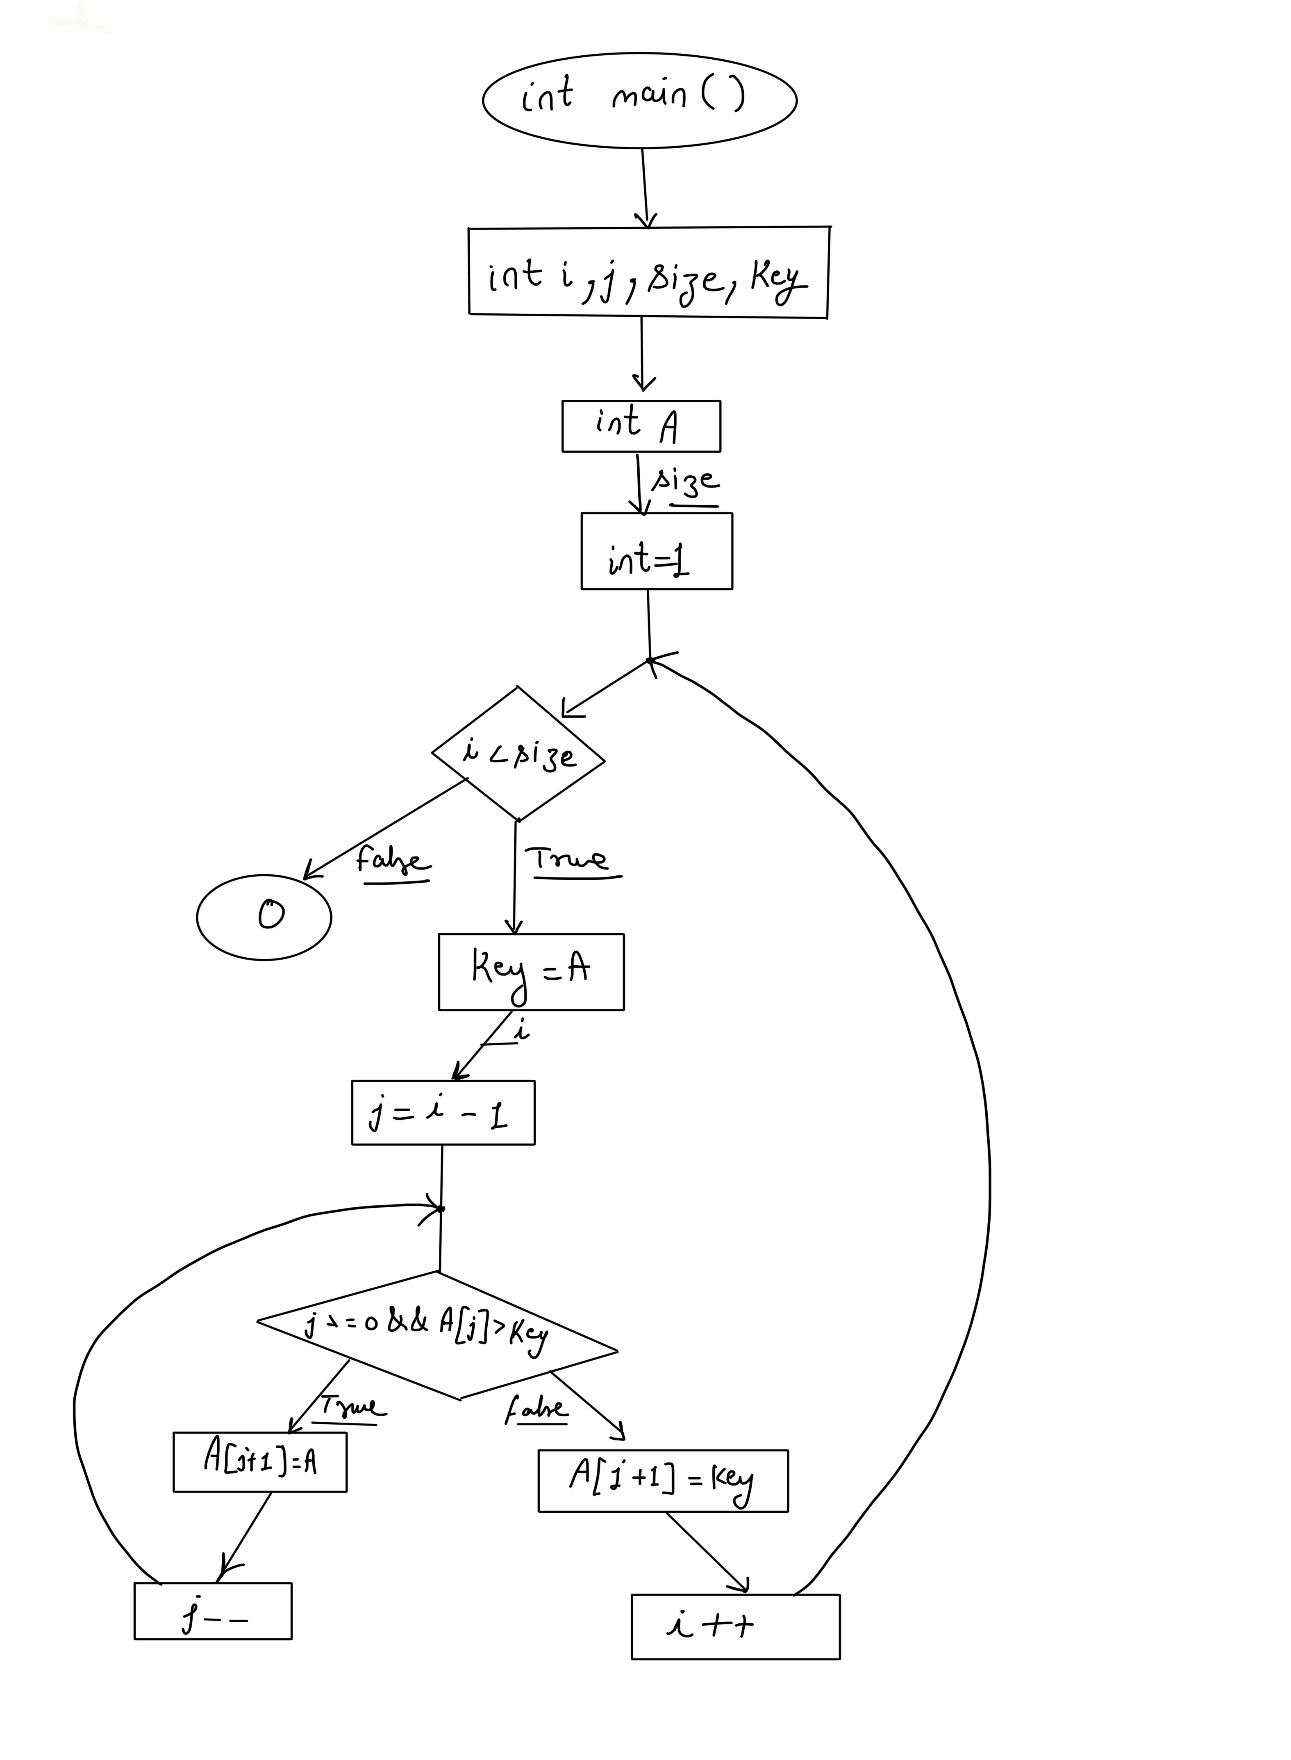 int main()
int i, j, size, Key
int A
size
int=1
i < size
false
True
0
Key = A
i
j = i - 1
j >= 0 && A[j] > Key
True
false
A[j+1] = A
A[j+1] = Key
j--
i++